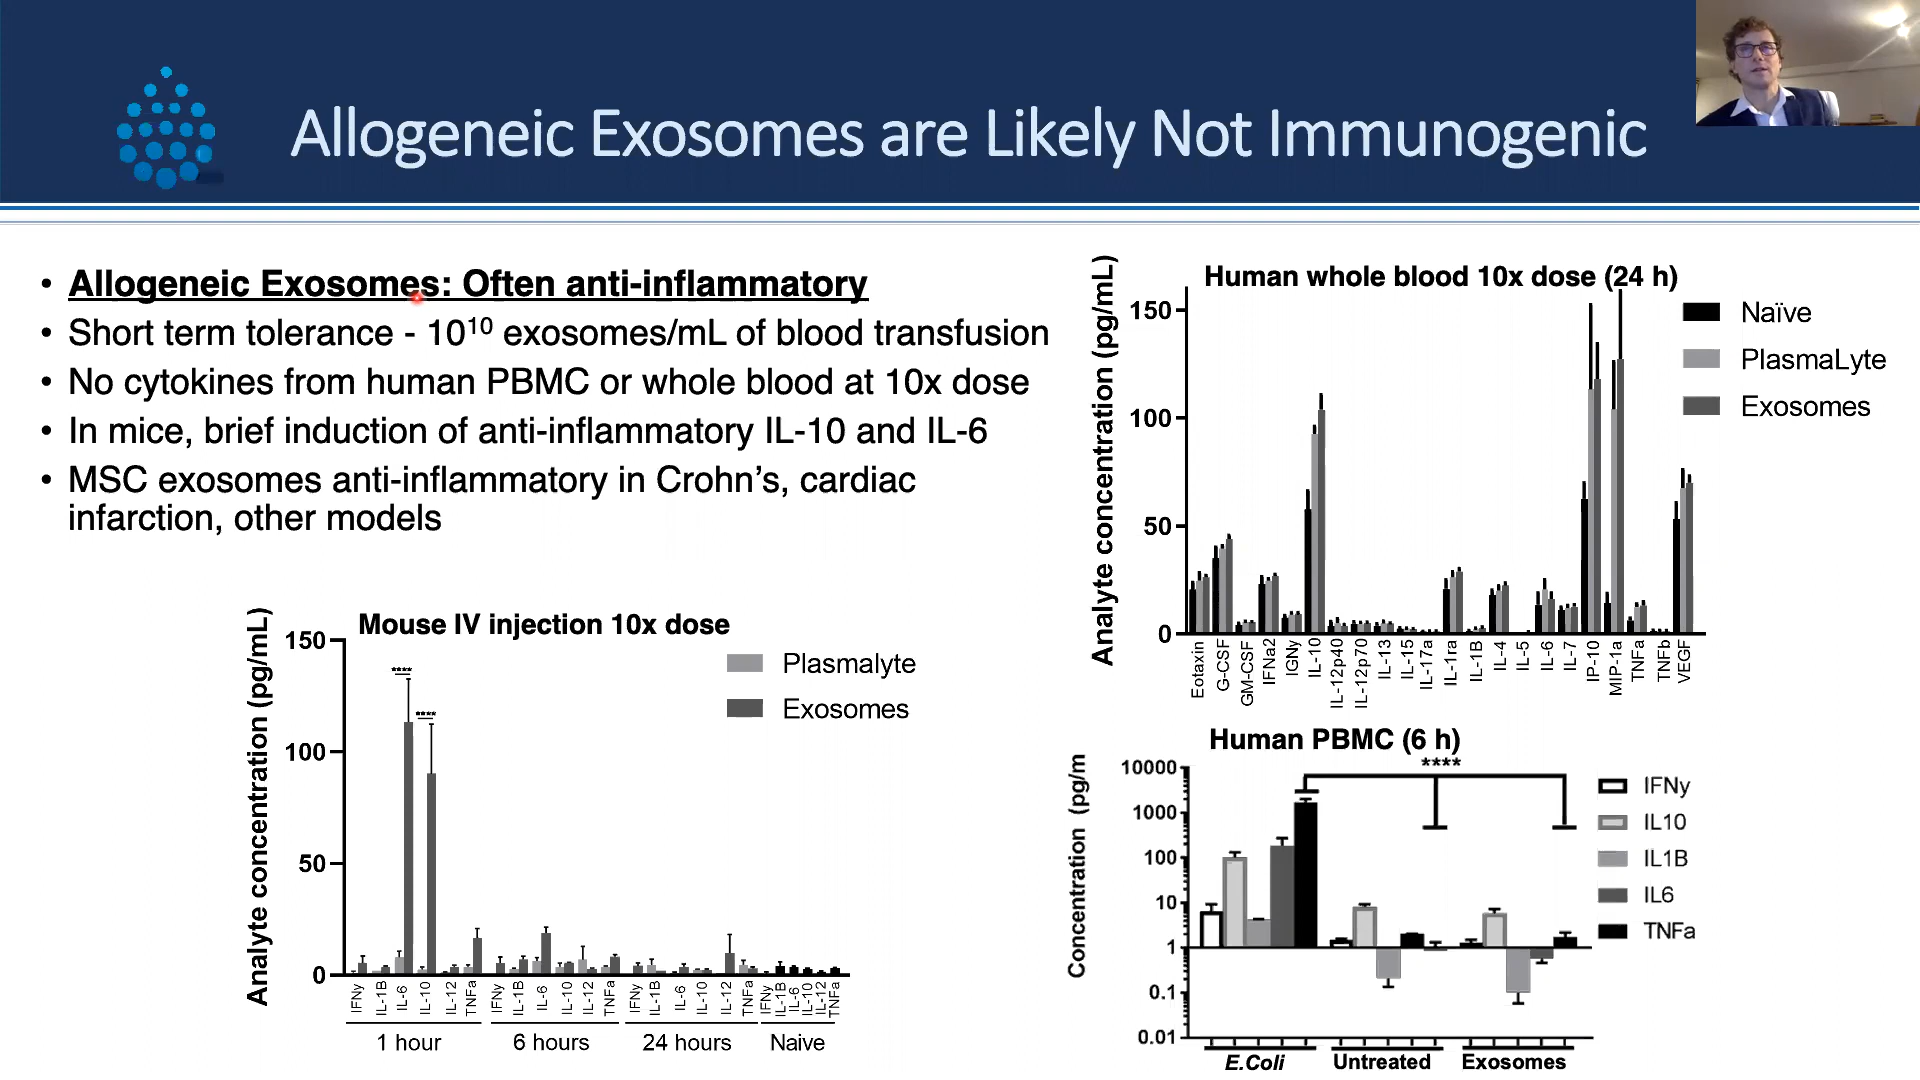 Allogeneic Exosomes are Likely Not Immunogenic
• Allogeneic Exosomes: Often anti-inflammatory
• Short term tolerance - 10¹⁰ exosomes/mL of blood transfusion
• No cytokines from human PBMC or whole blood at 10x dose
• In mice, brief induction of anti-inflammatory IL-10 and IL-6
• MSC exosomes anti-inflammatory in Crohn’s, cardiac
infarction, other models
Mouse IV injection 10x dose
Analyte concentration (pg/mL)
150
100
50
0
Plasmalyte
Exosomes
****
****
IFNy IL-1B IL-6 IL-10 IL-12 TNFa IFNy IL-1B IL-6 IL-10 IL-12 TNFa IFNy IL-1B IL-6 IL-10 IL-12 TNFa IFNy IL-1B IL-6 IL-10 IL-12 TNFa
1 hour 6 hours 24 hours Naive
Human whole blood 10x dose (24 h)
Analyte concentration (pg/mL)
150
100
50
0
Naïve
PlasmaLyte
Exosomes
Eotaxin G-CSF GM-CSF IFNa2 IGNy IL-10 IL-12p40 IL-12p70 IL-13 IL-15 IL-17a IL-1ra IL-1B IL-4 IL-5 IL-6 IL-7 IP-10 MIP-1a TNFa TNFb VEGF
Human PBMC (6 h)
****
Concentration (pg/m
10000
1000
100
10
1
0.1
0.01
IFNy
IL10
IL1B
IL6
TNFa
E.Coli Untreated Exosomes